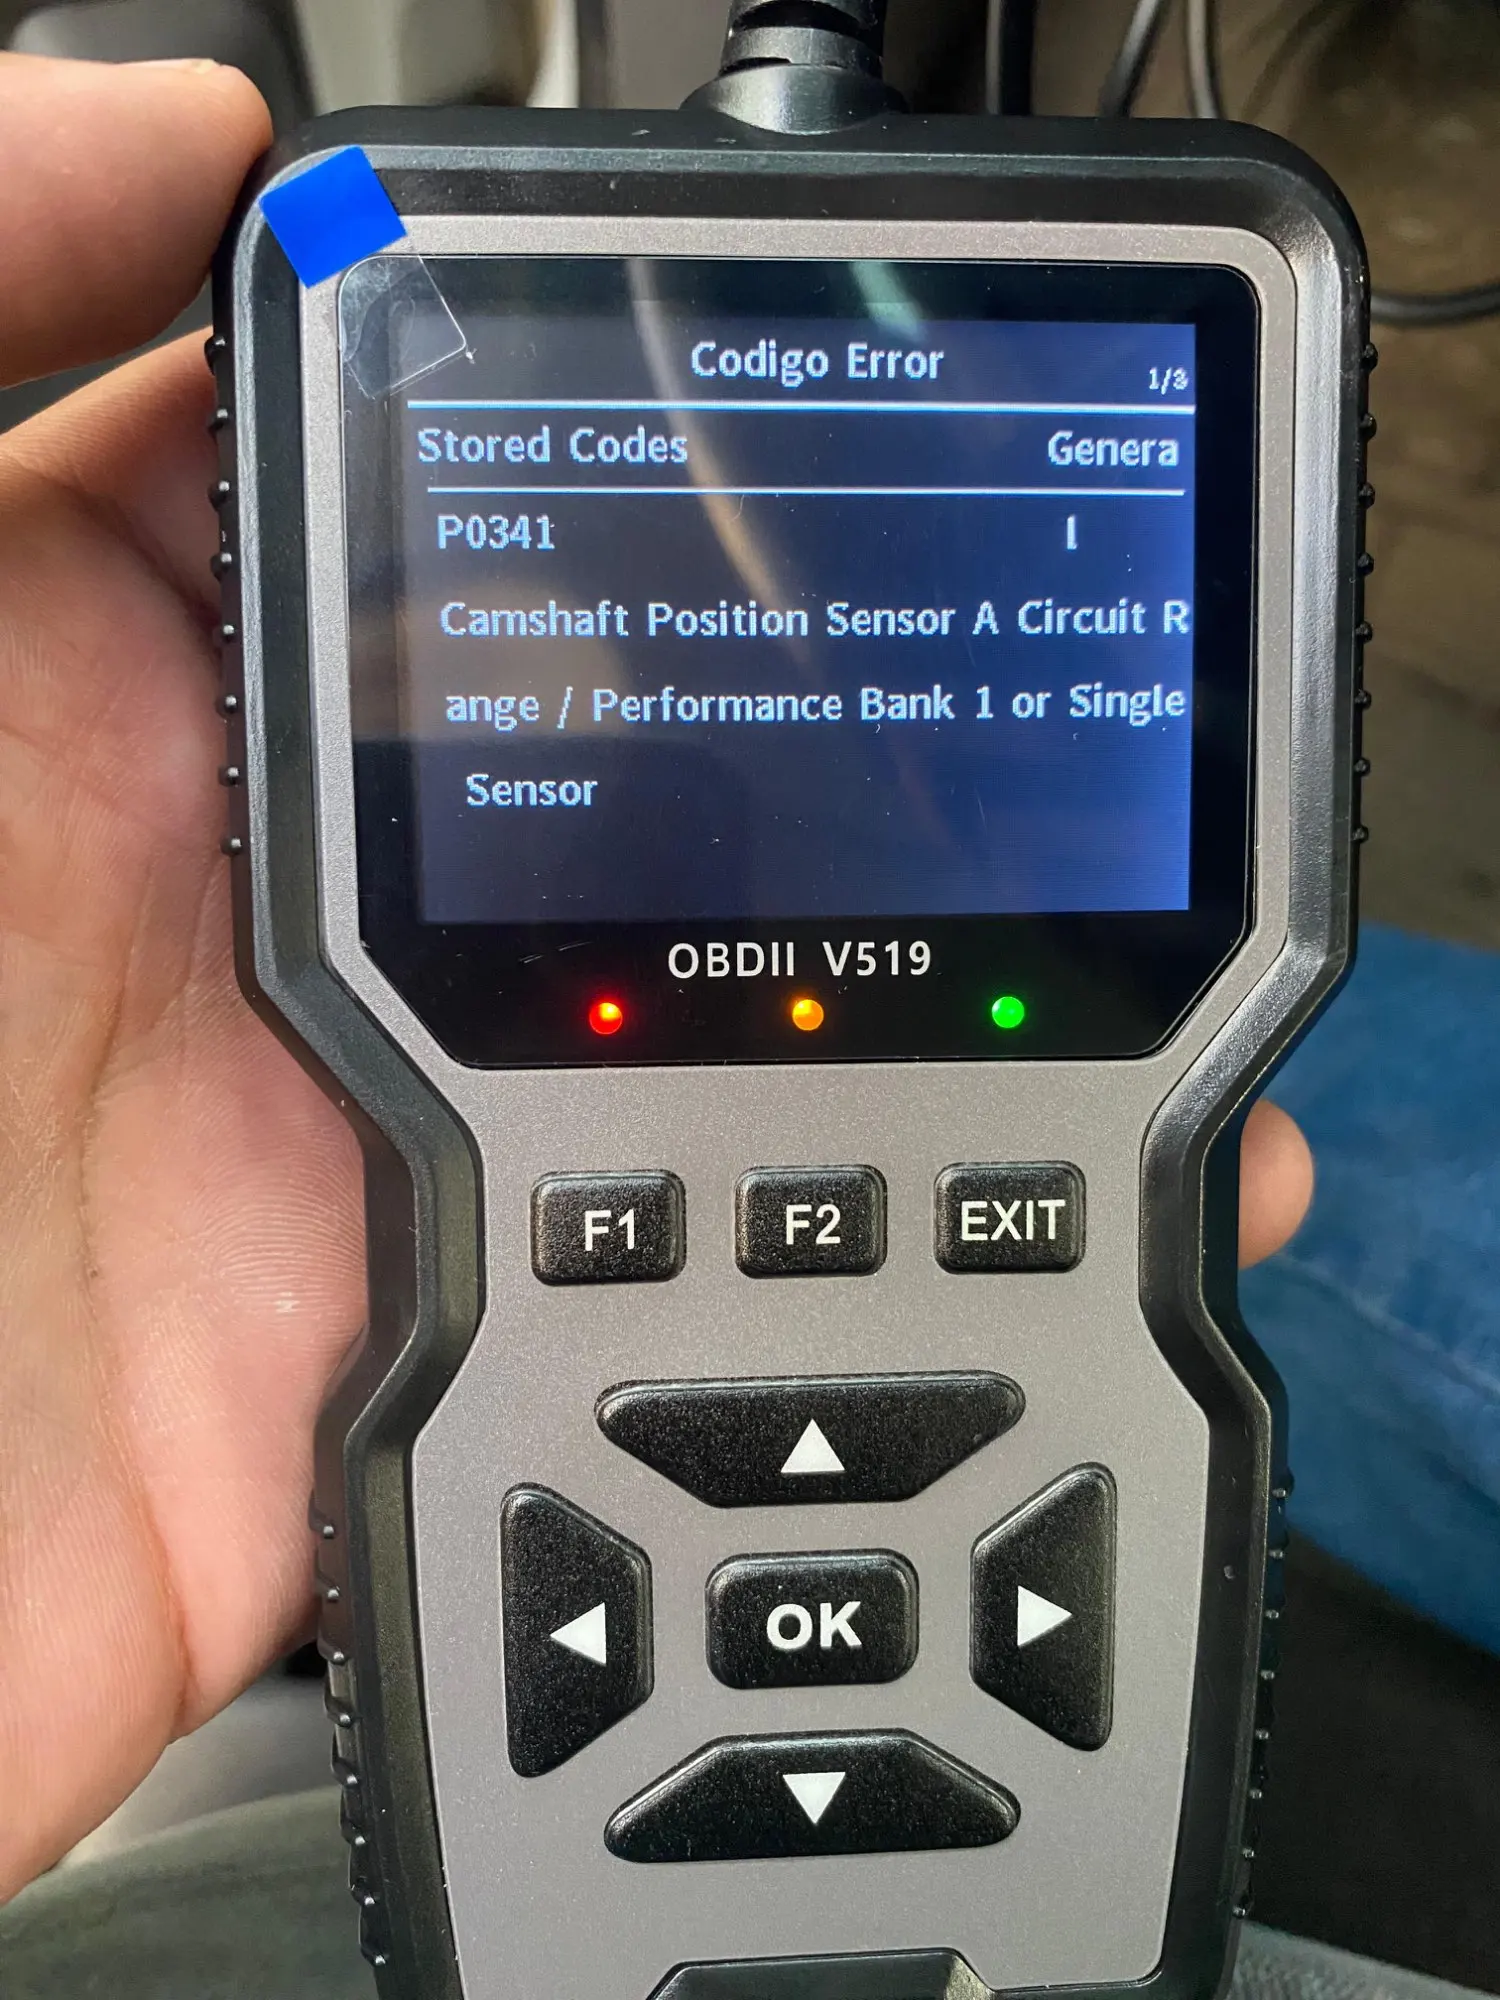 Codigo Error
1/3
Stored Codes Genera
P0341 l
Camshaft Position Sensor A Circuit R
ange / Performance Bank 1 or Single
Sensor
OBDII V519
F1 F2 EXIT
OK